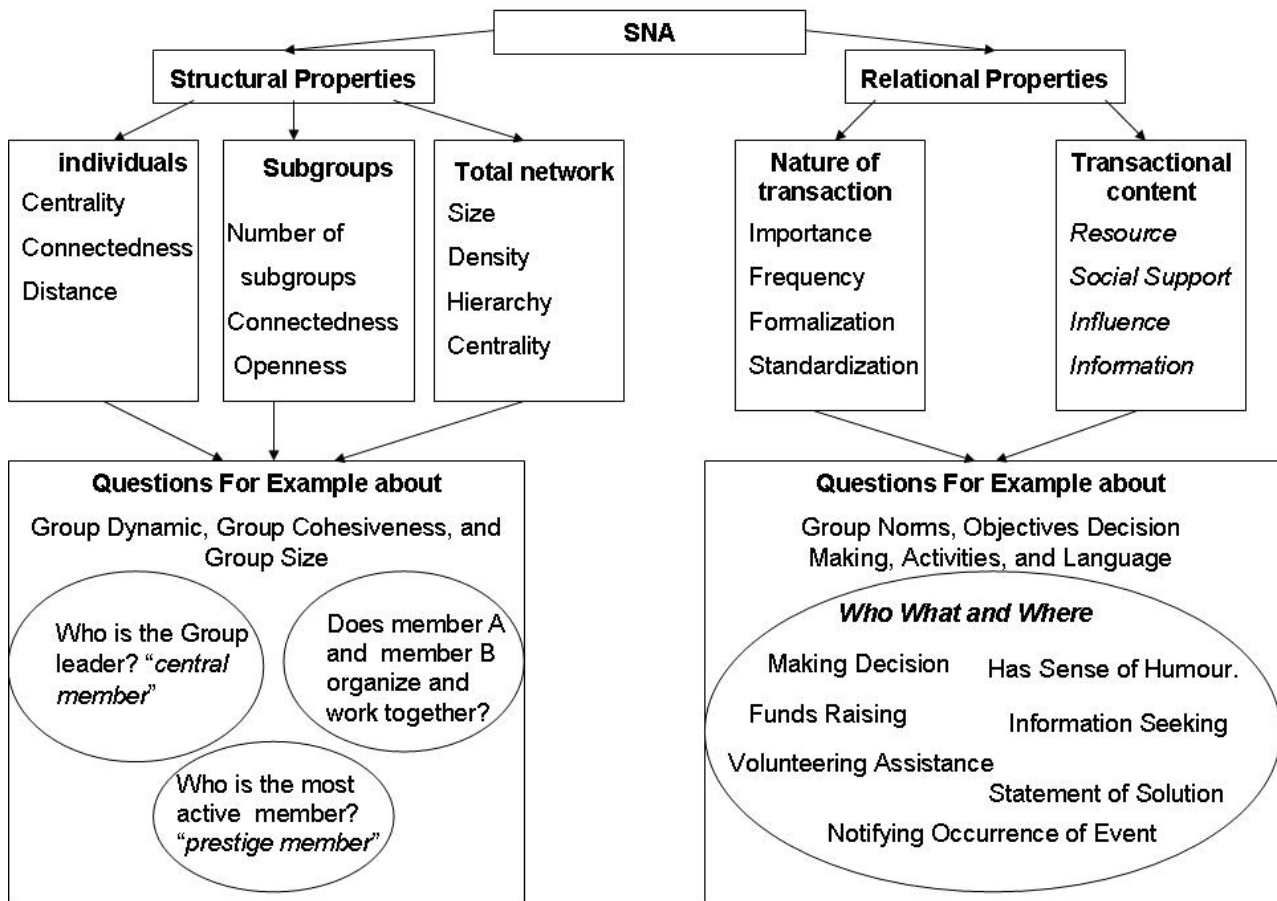 SNA
Structural Properties
Relational Properties
individuals
Centrality
Connectedness
Distance
Subgroups
Number of
subgroups
Connectedness
Openness
Total network
Size
Density
Hierarchy
Centrality
Nature of
transaction
Importance
Frequency
Formalization
Standardization
Transactional
content
Resource
Social Support
Influence
Information
Questions For Example about
Group Dynamic, Group Cohesiveness, and
Group Size
Who is the Group
leader? “central
member”
Does member A
and member B
organize and
work together?
Who is the most
active member?
“prestige member”
Questions For Example about
Group Norms, Objectives Decision
Making, Activities, and Language
Who What and Where
Making Decision
Has Sense of Humour.
Funds Raising
Information Seeking
Volunteering Assistance
Statement of Solution
Notifying Occurrence of Event